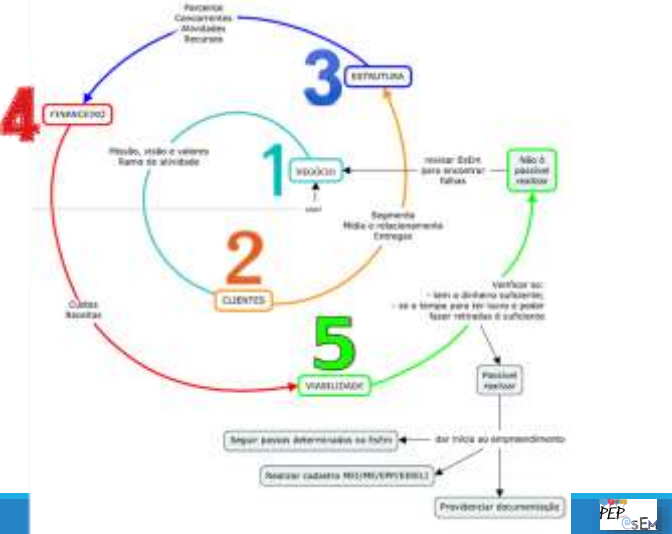 Parceiros
Concorrentes
Atividades
Recursos
3
ESTRUTURA
4
FINANCEIRO
Missão, visão e valores
Ramo de atividade
1
NEGÓCIO
revisar EsEm
para encontrar
falhas
Não é
possível
realizar
Segmento
Mídia e relacionamento
Entregas
2
CLIENTES
Custos
Receitas
Verificar se:
- tem o dinheiro suficiente;
- se o tempo para ter lucro e poder
fazer retiradas é suficiente
5
VIABILIDADE
Possível
realizar
Seguir passos determinados no EsEm
dar início ao empreendimento
Realizar cadastro MEI/ME/EPP/EIRELI
Providenciar documentação
PEP
EsEM